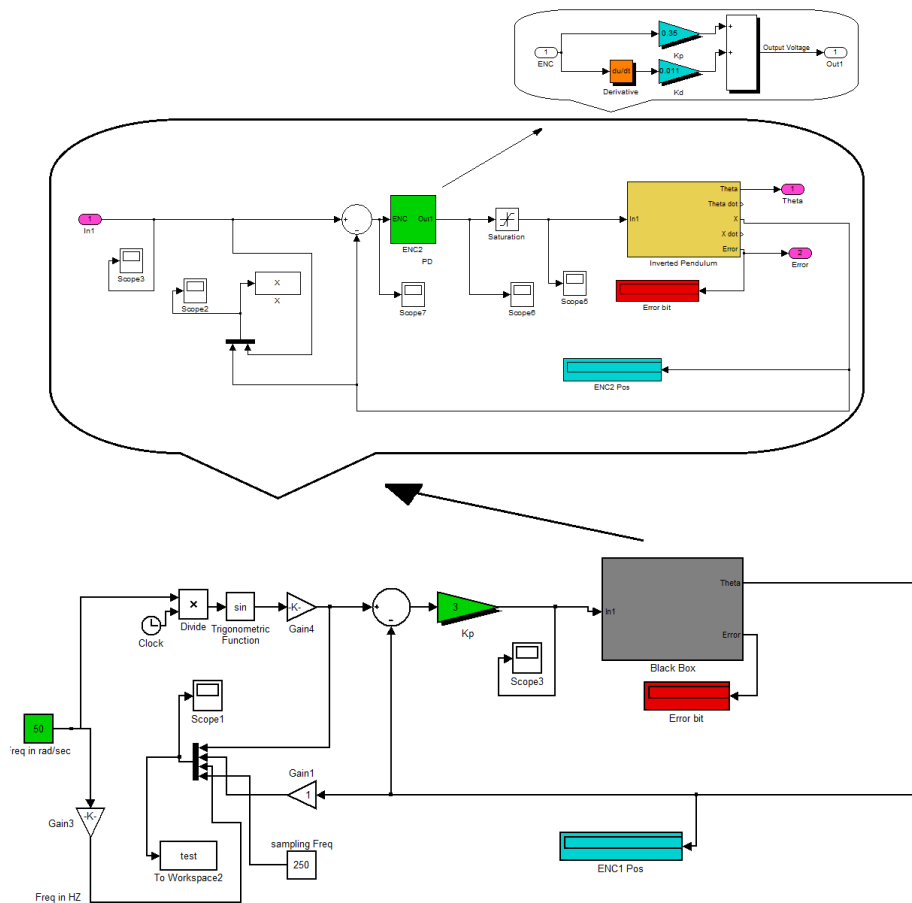 1
ENC
0.35
Kp
du/dt
Derivative
0.011
Kd
+
+
Output Voltage
1
Out1
1
In1
Scope3
Scope2
X
X
+
-
ENC Out1
ENC2
PD
Scope7
Saturation
Scope6
Scope5
In1
Theta
Theta dot
X
X dot
Error
Inverted Pendulum
1
Theta
2
Error
Error bit
ENC2 Pos
×
Divide
Clock
sin
Trigonometric
Function
-K-
Gain4
+
-
3
Kp
Scope3
In1
Theta
Error
Black Box
Error bit
Scope1
50
req in rad/sec
-K-
Gain3
Freq in HZ
test
To Workspace2
sampling Freq
250
Gain1
1
ENC1 Pos